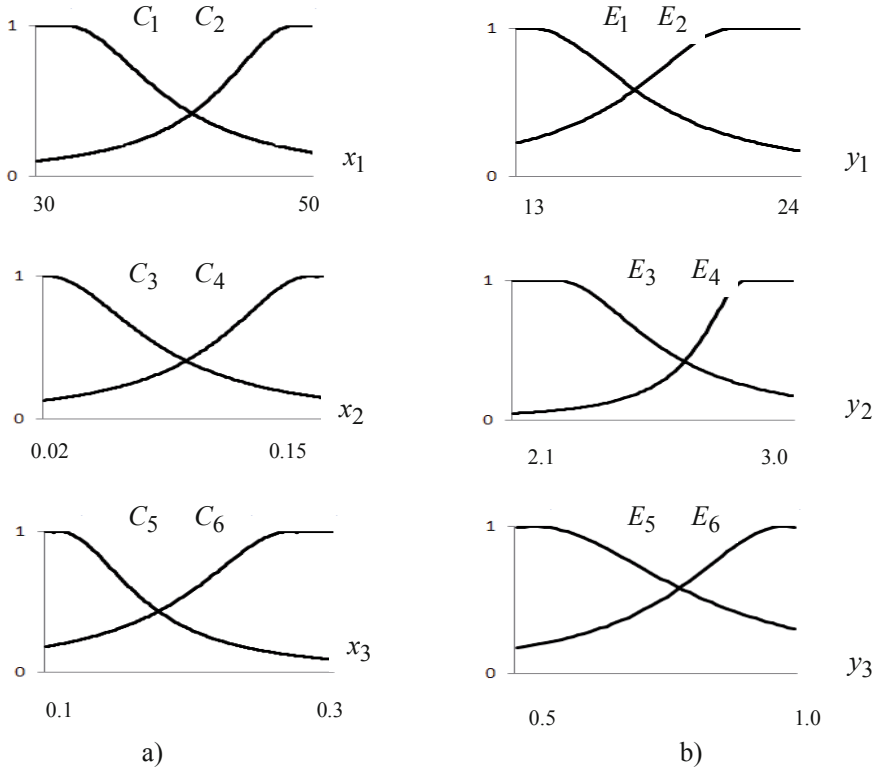 1 C1 C2
0 x1
30 50
1 E1 E2
0 y1
13 24
1 C3 C4
0 x2
0.02 0.15
1 E3 E4
0 y2
2.1 3.0
1 C5 C6
0 x3
0.1 0.3
1 E5 E6
0 y3
0.5 1.0
a) b)